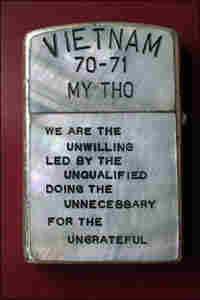 VIETNAM
70-71
MY THO
WE ARE THE
UNWILLING
LED BY THE
UNQUALIFIED
DOING THE
UNNECESSARY
FOR THE
UNGRATEFUL